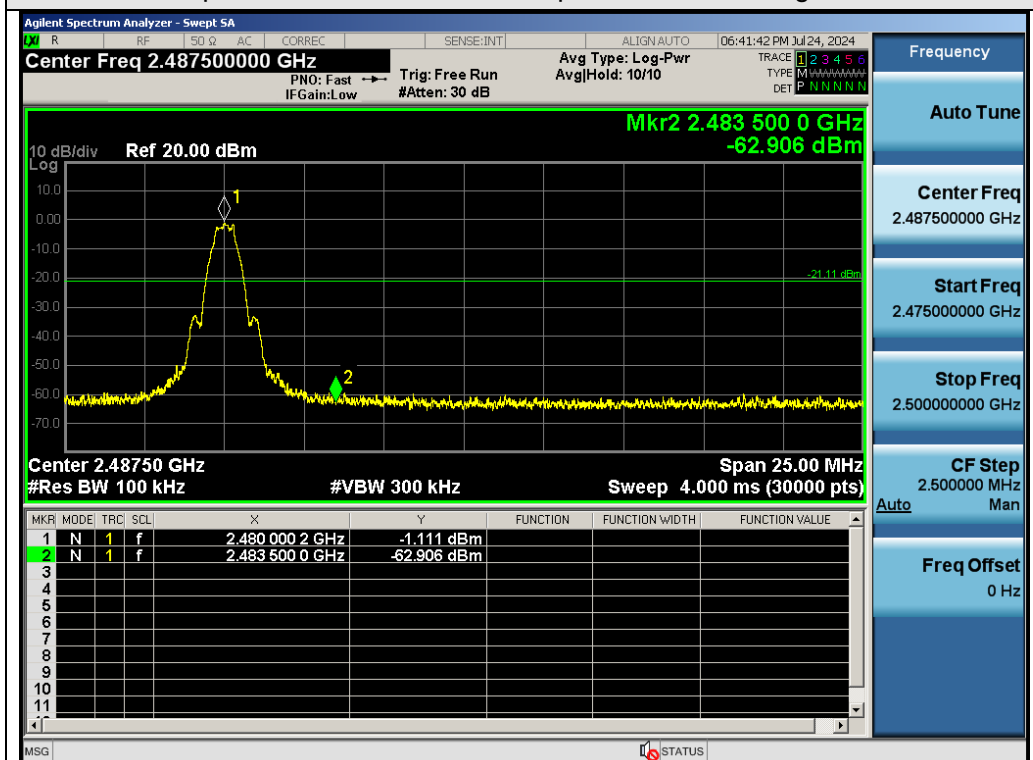 Agilent Spectrum Analyzer - Swept SA
LXI R RF 50 Ω AC CORREC SENSE:INT ALIGN AUTO 06:41:42 PM Jul 24, 2024
Center Freq 2.487500000 GHz
PNO: Fast
IFGain:Low
Trig: Free Run
#Atten: 30 dB
Avg Type: Log-Pwr
Avg|Hold: 10/10
TRACE 1 2 3 4 5 6
TYPE M
DET P N N N N N
Mkr2 2.483 500 0 GHz
-62.906 dBm
10 dB/div Ref 20.00 dBm
Log
10.0
0.00
-10.0
-20.0
-30.0
-40.0
-50.0
-60.0
-70.0
1
2
-21.11 dBm
Center 2.48750 GHz Span 25.00 MHz
#Res BW 100 kHz #VBW 300 kHz Sweep 4.000 ms (30000 pts)
MKR MODE TRC SCL X Y FUNCTION FUNCTION WIDTH FUNCTION VALUE
1 N 1 f 2.480 000 2 GHz -1.111 dBm
2 N 1 f 2.483 500 0 GHz -62.906 dBm
3
4
5
6
7
8
9
10
11
MSG STATUS
Frequency
Auto Tune
Center Freq
2.487500000 GHz
Start Freq
2.475000000 GHz
Stop Freq
2.500000000 GHz
CF Step
2.500000 MHz
Auto Man
Freq Offset
0 Hz